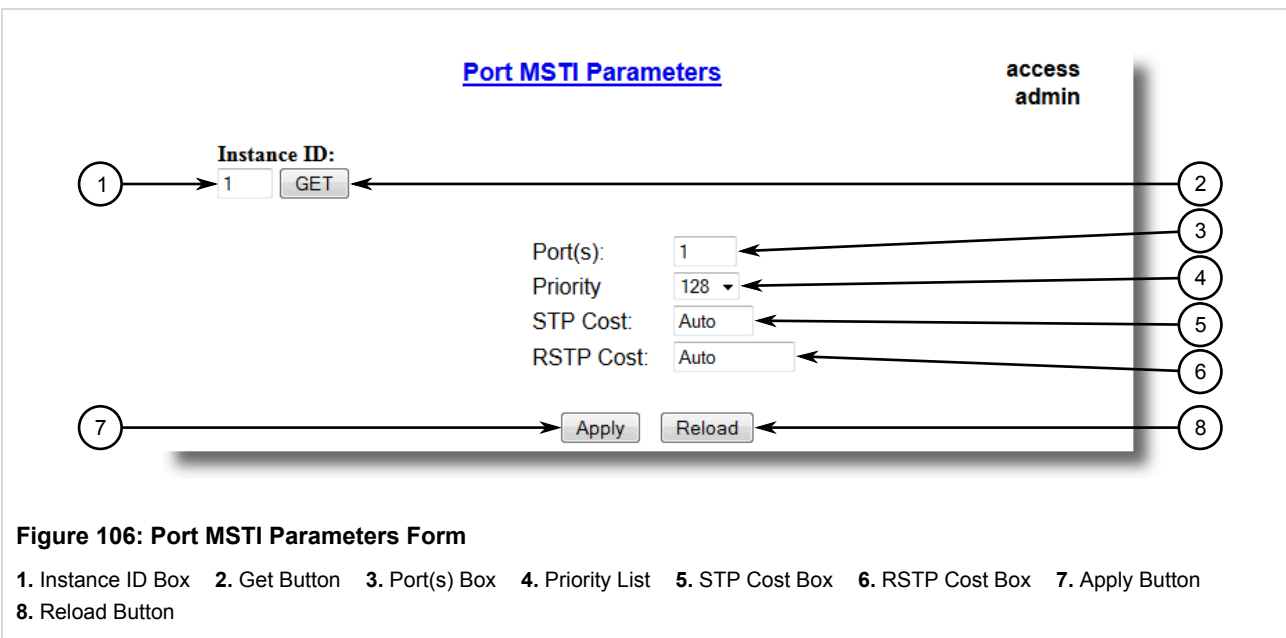 Port MSTI Parameters
access
admin
Instance ID:
1
1
GET
2
Port(s):
1
3
Priority
128
4
STP Cost:
Auto
5
RSTP Cost:
Auto
6
7
Apply
Reload
8
Figure 106: Port MSTI Parameters Form
1. Instance ID Box 2. Get Button 3. Port(s) Box 4. Priority List 5. STP Cost Box 6. RSTP Cost Box 7. Apply Button
8. Reload Button